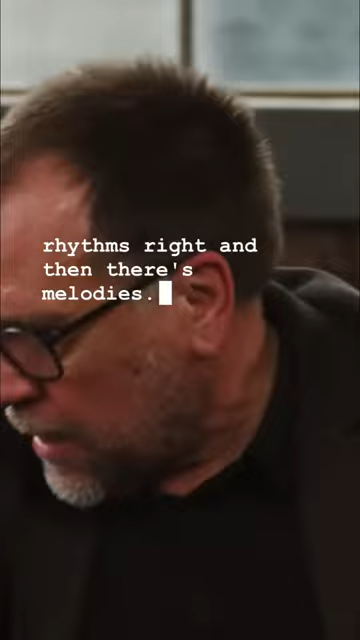 rhythms right and
then there's
melodies.